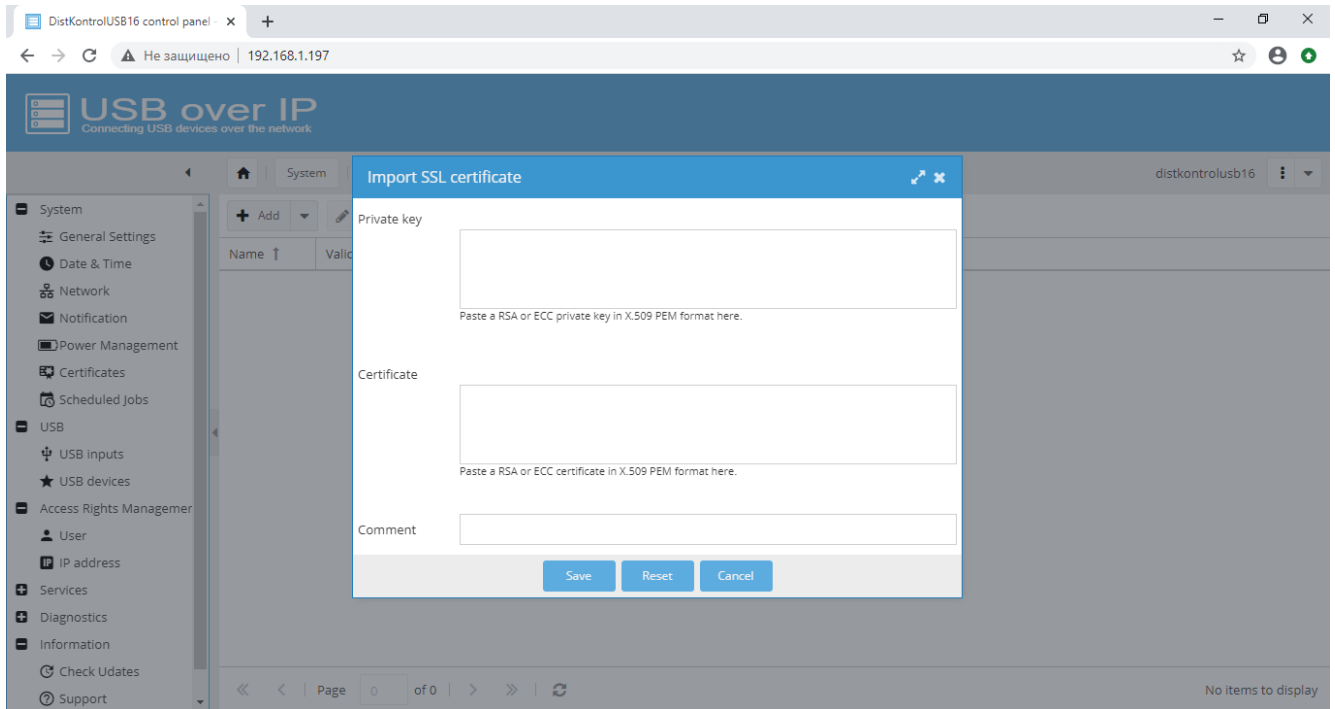 DistKontrolUSB16 control panel -
Не защищено 192.168.1.197
USB over IP
Connecting USB devices over the network
System
distkontrolusb16
Import SSL certificate
System
General Settings
Date & Time
Network
Notification
Power Management
Certificates
Scheduled Jobs
USB
USB inputs
USB devices
Access Rights Managemen
User
IP address
Services
Diagnostics
Information
Check Udates
Support
Add
Name
Valid
Private key
Paste a RSA or ECC private key in X.509 PEM format here.
Certificate
Paste a RSA or ECC certificate in X.509 PEM format here.
Comment
Save Reset Cancel
Page 0 of 0
No items to display